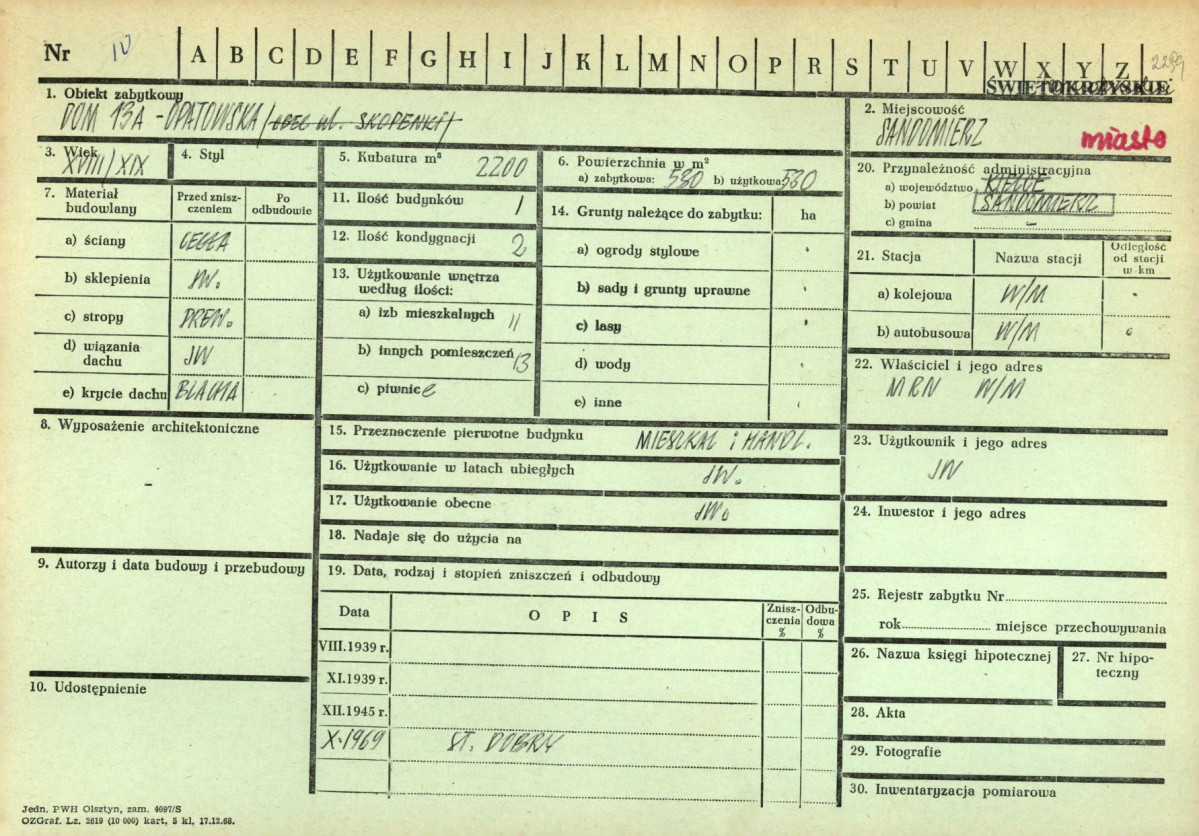 Nr IV A B C D E F G H I J K L M N O P R S T U V W X Y Z 2299
ŚWIĘTOKRZYSKIE
1. Obiekt zabytkowy
DOM 13A - OPATOWSKA / ul. SKOPENKI /
2. Miejscowość
SANDOMIERZ miasto
3. Wiek
XVIII/XIX
4. Styl
5. Kubatura m³ 2200
6. Powierzchnia w m²
a) zabytkowa: 530 b) użytkowa 530
7. Materiał budowlany
Przed zniszczeniem
Po odbudowie
a) ściany CEGŁA
b) sklepienia JW.
c) stropy DREW.
d) wiązania dachu JW
e) krycie dachu BLACHA
8. Wyposażenie architektoniczne
-
9. Autorzy i data budowy i przebudowy
10. Udostępnienie
11. Ilość budynków 1
12. Ilość kondygnacji 2
13. Użytkowanie wnętrza według ilości:
a) izb mieszkalnych 11
b) innych pomieszczeń 13
c) piwnice
14. Grunty należące do zabytku: ha
a) ogrody stylowe
b) sady i grunty uprawne
c) lasy
d) wody
e) inne
15. Przeznaczenie pierwotne budynku MIESZKAL i HANDL.
16. Użytkowanie w latach ubiegłych JW.
17. Użytkowanie obecne JW.
18. Nadaje się do użycia na
19. Data, rodzaj i stopień zniszczeń i odbudowy
Data OPIS Zniszczenia % Odbudowa %
VIII.1939 r.
XI.1939 r.
XII.1945 r.
X.1969 ST. DOBRY
20. Przynależność administracyjna
a) województwo KIELCE
b) powiat SANDOMIERZ
c) gmina -
21. Stacja Nazwa stacji Odległość od stacji w km
a) kolejowa W/M
b) autobusowa W/M
22. Właściciel i jego adres
MRN W/M
23. Użytkownik i jego adres
JW
24. Inwestor i jego adres
25. Rejestr zabytku Nr
rok miejsce przechowywania
26. Nazwa księgi hipotecznej
27. Nr hipoteczny
28. Akta
29. Fotografie
30. Inwentaryzacja pomiarowa
Jedn. PWH Olsztyn, zam. 4097/S
OZGraf. Lz. 2619 (10 000) kart, 5 kl, 17.12.68.